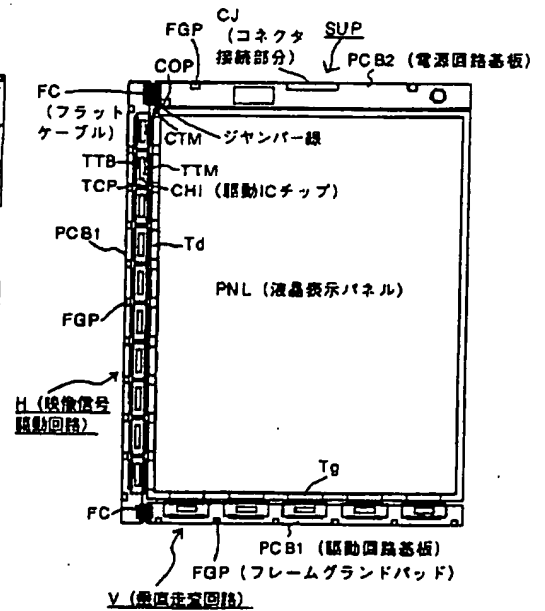 CJ
(コネクタ
接続部分)
FGP
SUP
COP
PCB2 (電源回路基板)
FC
(フラット
ケーブル)
CTM
ジヤンパー線
TTB
TTM
TCP
CHI (駆動ICチップ)
PCB1
Td
PNL (液晶表示パネル)
FGP
H (映像信号
駆動回路)
Tg
FC
PCB1 (駆動回路基板)
FGP (フレームグランドパッド)
V (垂直走査回路)